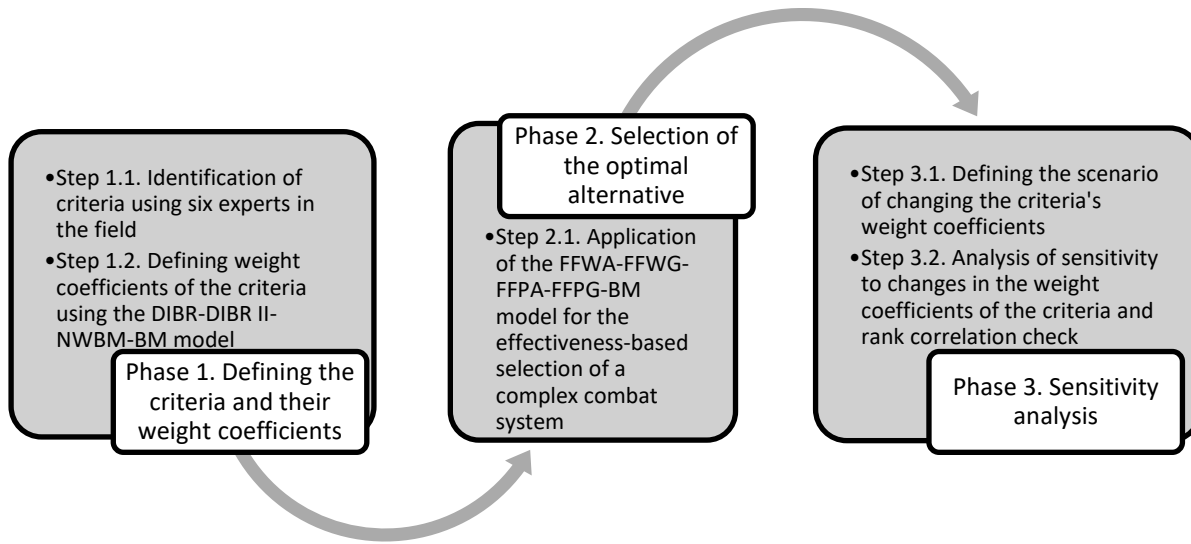 •Step 1.1. Identification of
criteria using six experts in
the field
•Step 1.2. Defining weight
coefficients of the criteria
using the DIBR-DIBR II-
NWBM-BM model
Phase 1. Defining the
criteria and their
weight coefficients
Phase 2. Selection of
the optimal
alternative
•Step 2.1. Application
of the FFWA-FFWG-
FFPA-FFPG-BM
model for the
effectiveness-based
selection of a
complex combat
system
•Step 3.1. Defining the scenario
of changing the criteria's
weight coefficients
•Step 3.2. Analysis of sensitivity
to changes in the weight
coefficients of the criteria and
rank correlation check
Phase 3. Sensitivity
analysis